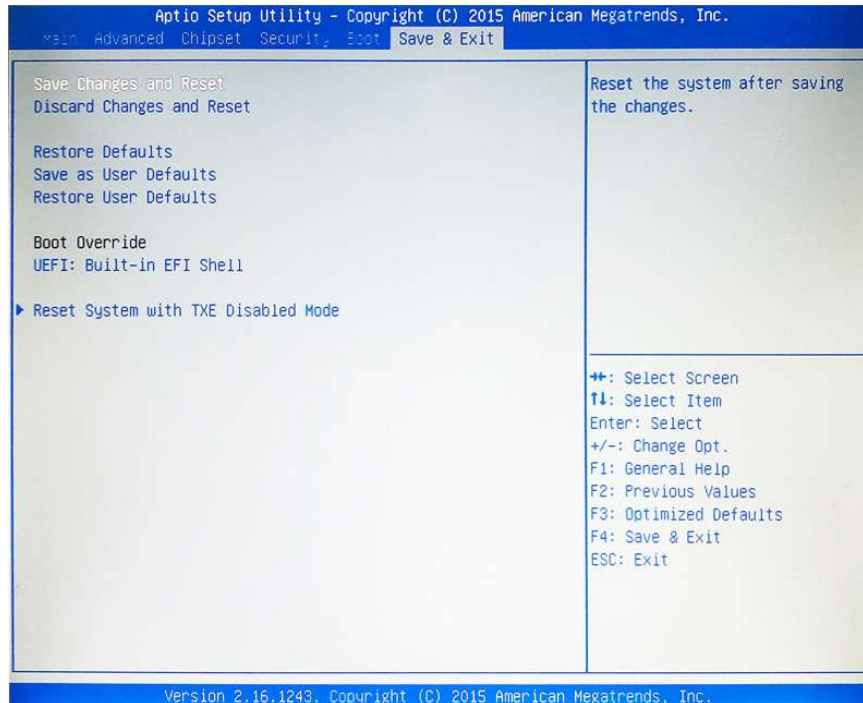 Aptio Setup Utility - Copyright (C) 2015 American Megatrends, Inc.
Main Advanced Chipset Security Boot Save & Exit
Save Changes and Reset
Discard Changes and Reset
Restore Defaults
Save as User Defaults
Restore User Defaults
Boot Override
UEFI: Built-in EFI Shell
Reset System with TXE Disabled Mode
Reset the system after saving
the changes.
→←: Select Screen
↑↓: Select Item
Enter: Select
+/-: Change Opt.
F1: General Help
F2: Previous Values
F3: Optimized Defaults
F4: Save & Exit
ESC: Exit
Version 2.16.1243. Copyright (C) 2015 American Megatrends, Inc.